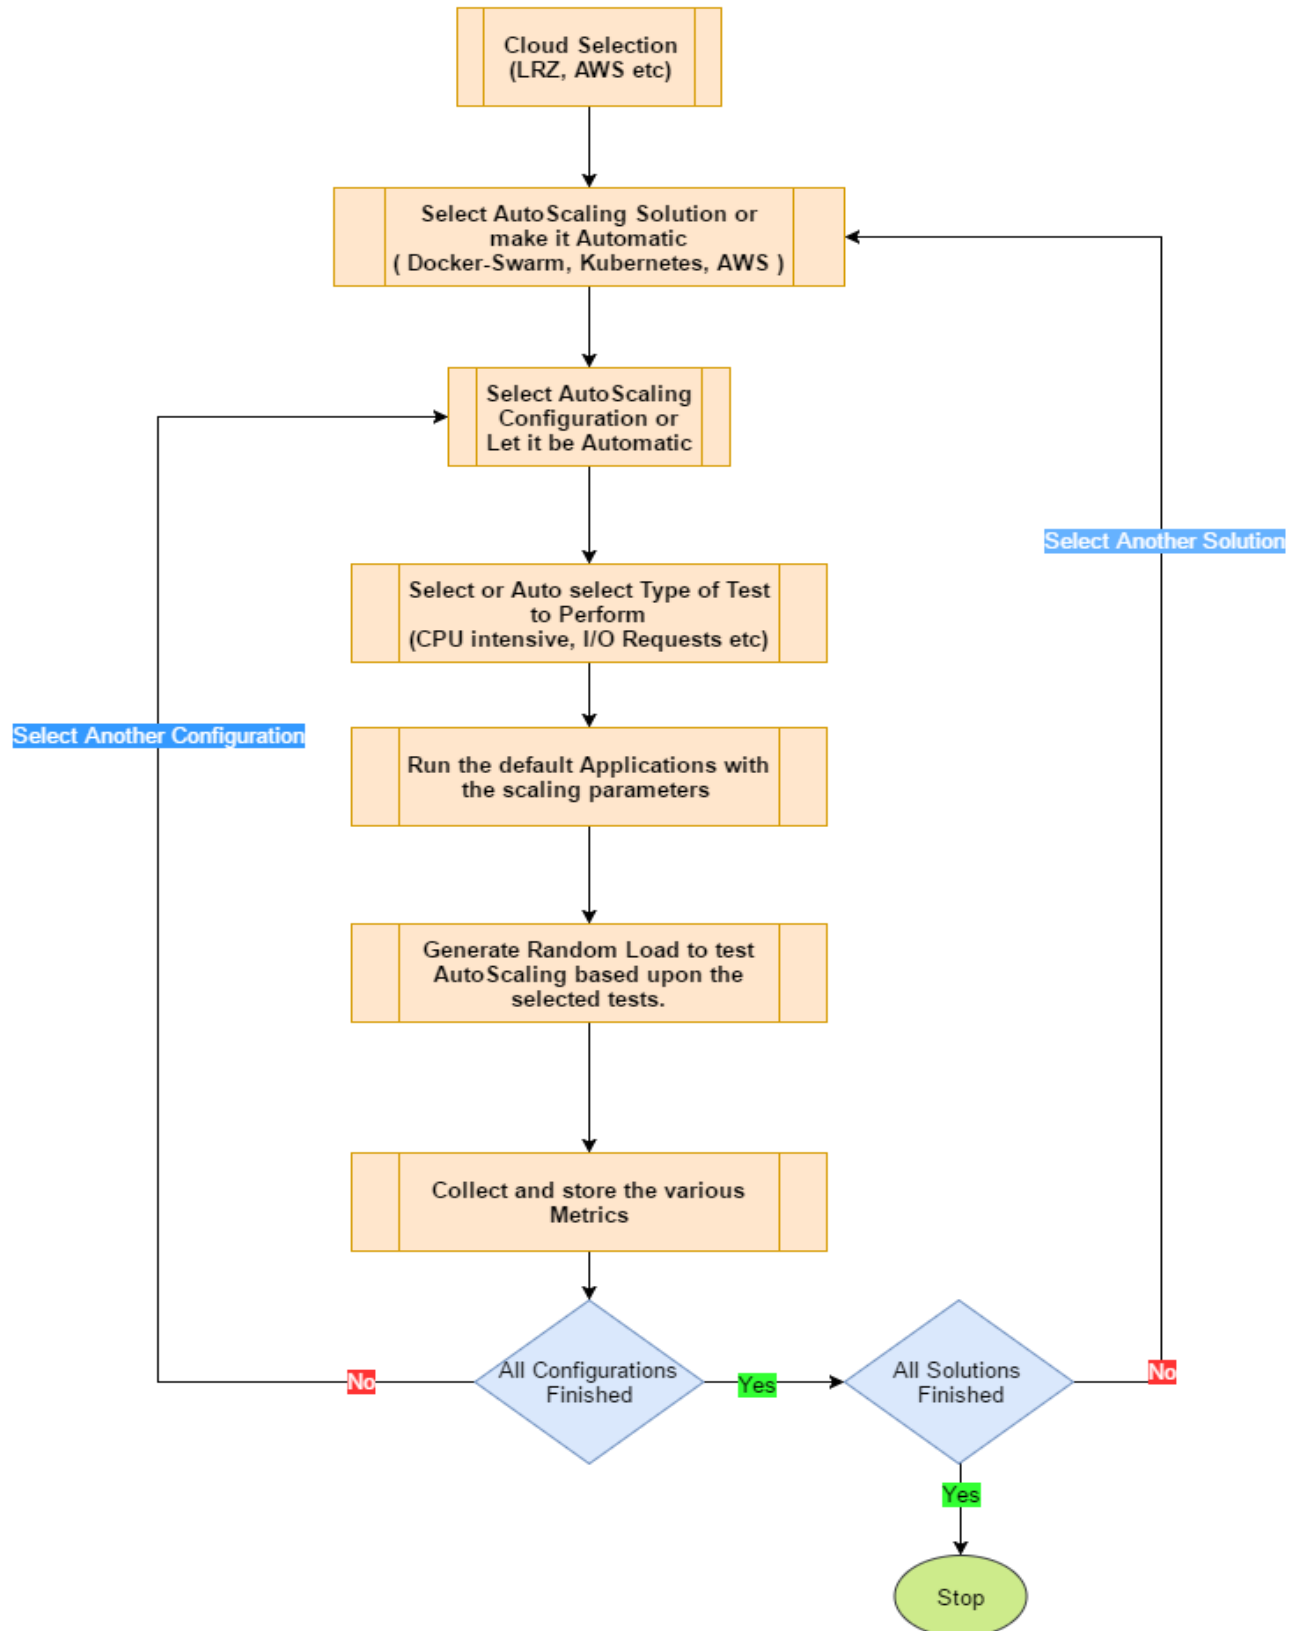 Cloud Selection
(LRZ, AWS etc)
Select AutoScaling Solution or
make it Automatic
( Docker-Swarm, Kubernetes, AWS )
Select AutoScaling
Configuration or
Let it be Automatic
Select Another Solution
Select or Auto select Type of Test
to Perform
(CPU intensive, I/O Requests etc)
Select Another Configuration
Run the default Applications with
the scaling parameters
Generate Random Load to test
AutoScaling based upon the
selected tests.
Collect and store the various
Metrics
No
All Configurations
Finished
Yes
All Solutions
Finished
No
Yes
Stop